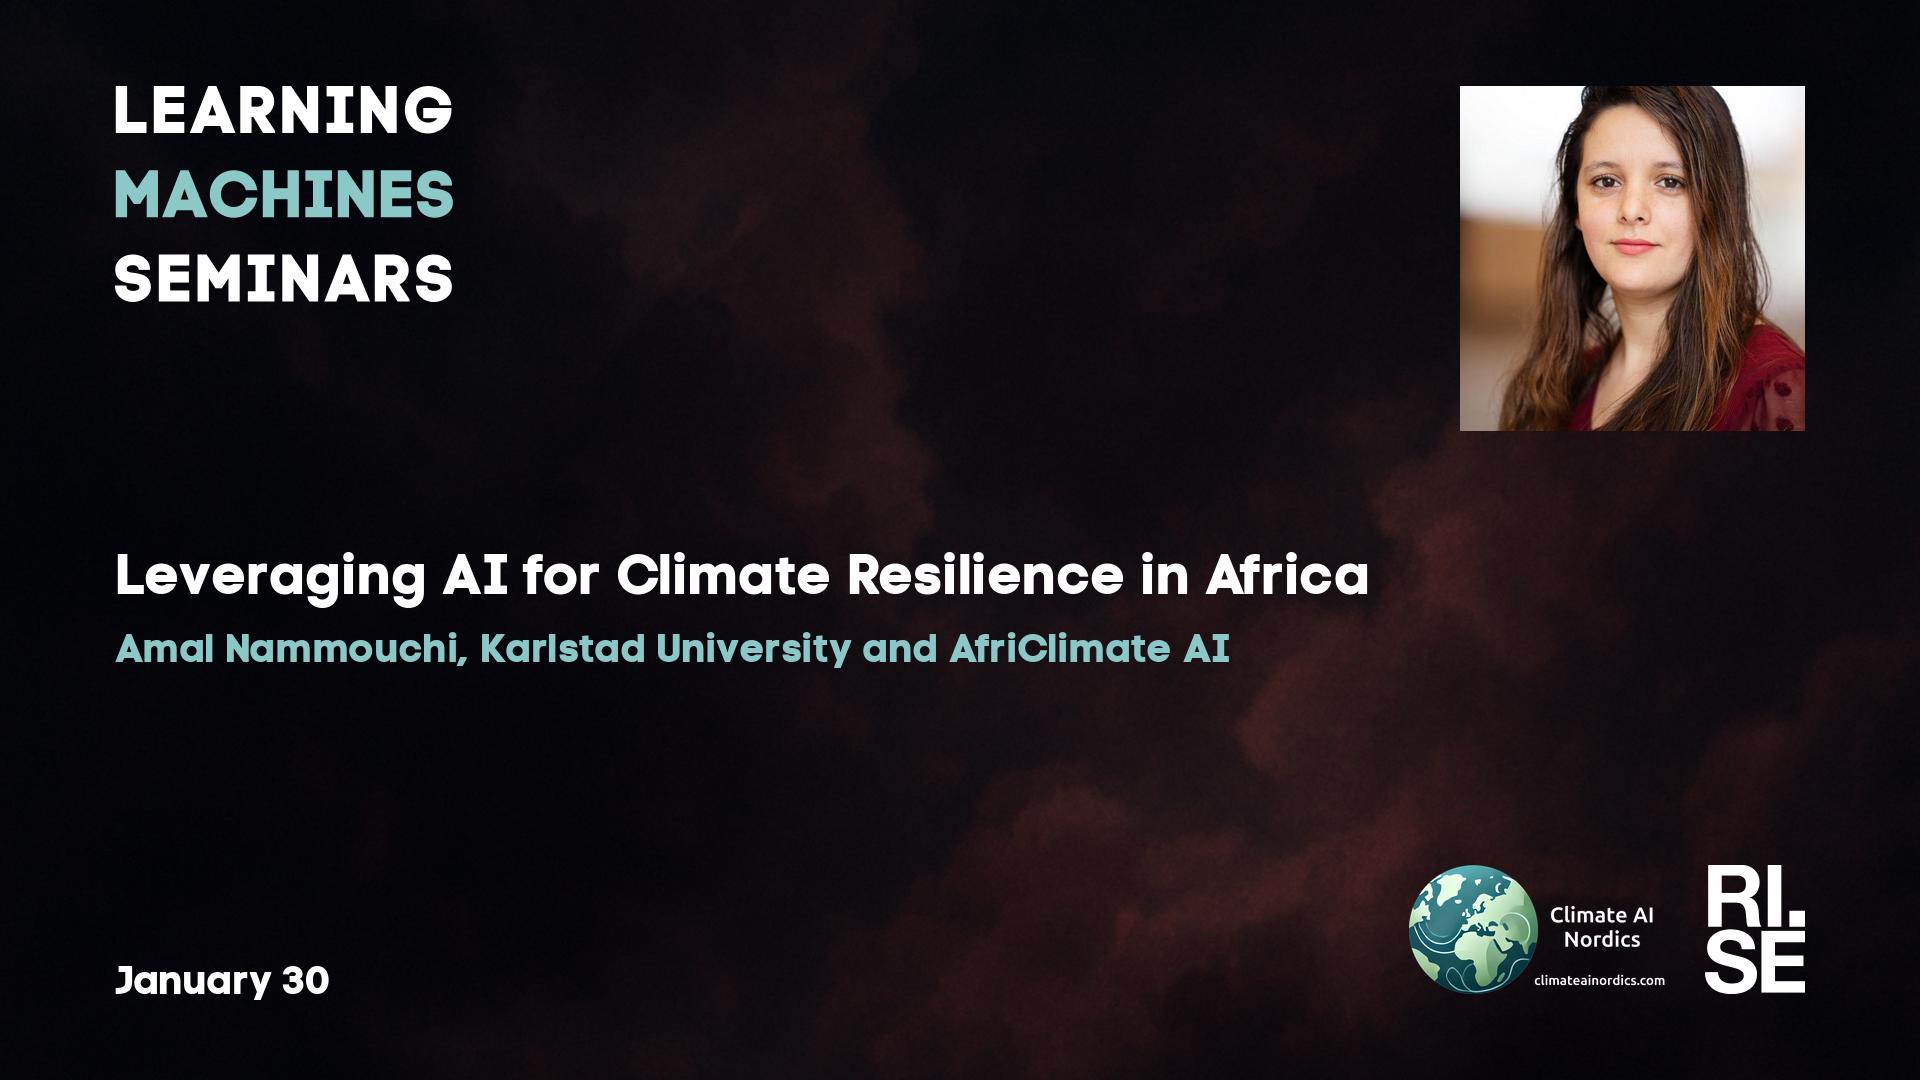 LEARNING
MACHINES
SEMINARS
Leveraging AI for Climate Resilience in Africa
Amal Nammouchi, Karlstad University and AfriClimate AI
January 30
Climate AI
Nordics
climateainordics.com
RI.
SE